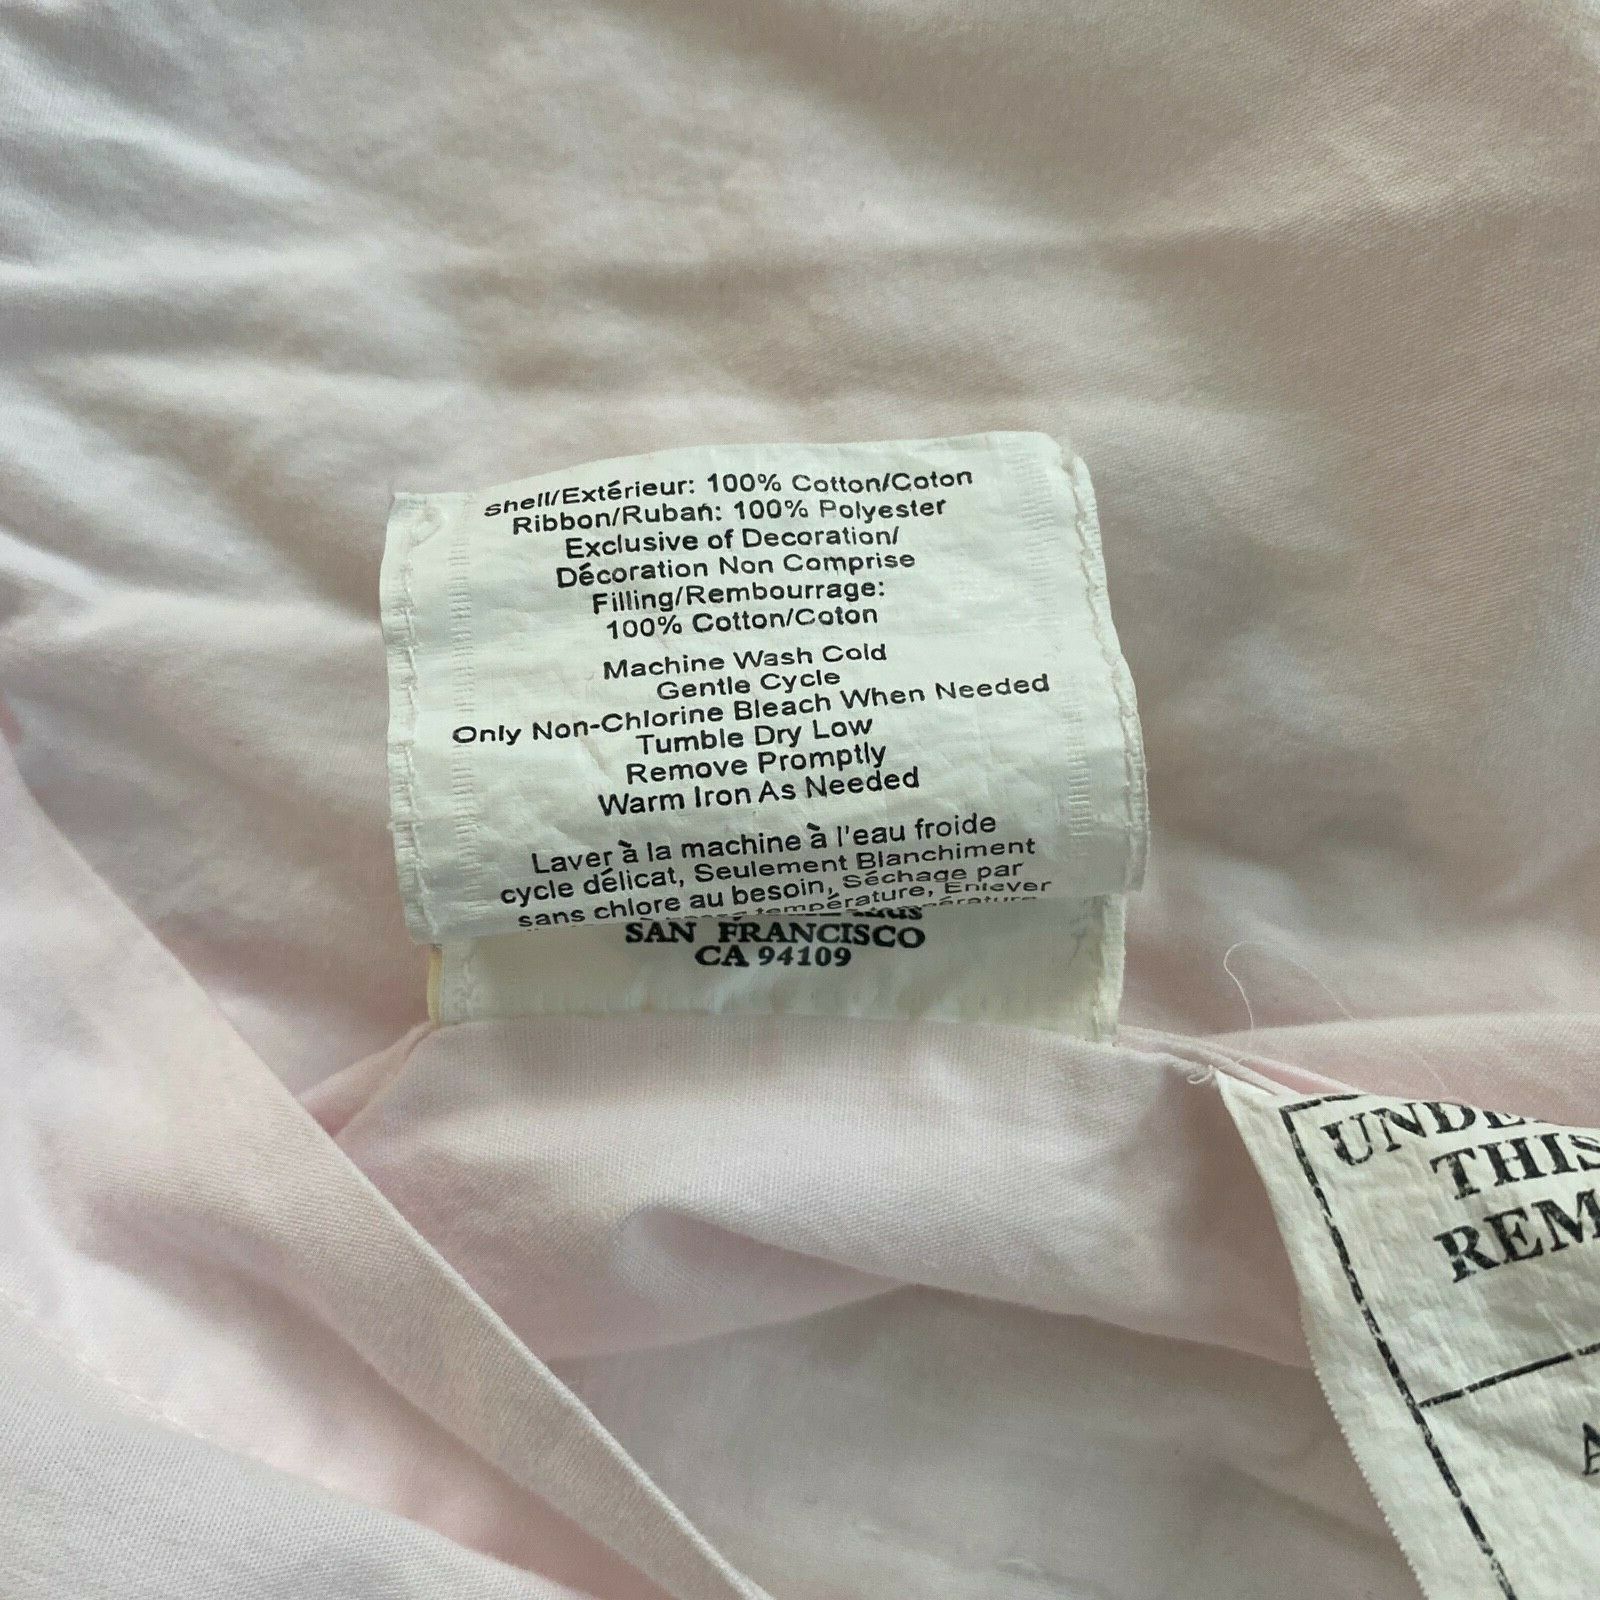 Shell/Extérieur: 100% Cotton/Coton
Ribbon/Ruban: 100% Polyester
Exclusive of Decoration/
Décoration Non Comprise
Filling/Rembourrage:
100% Cotton/Coton
Machine Wash Cold
Gentle Cycle
Only Non-Chlorine Bleach When Needed
Tumble Dry Low
Remove Promptly
Warm Iron As Needed
Laver à la machine à l'eau froide
cycle délicat, Seulement Blanchiment
sans chlore au besoin, Séchage par
température, Enlever
SAN FRANCISCO
CA 94109
THIS